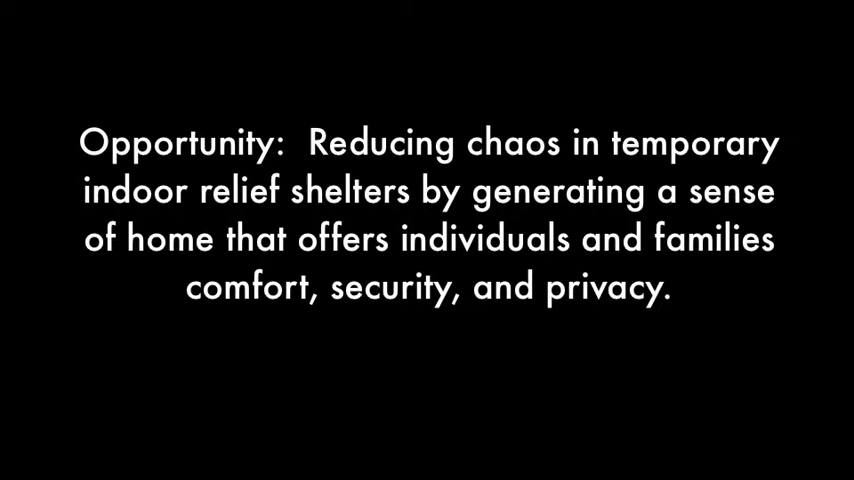 Opportunity:  Reducing chaos in temporary
indoor relief shelters by generating a sense
of home that offers individuals and families
comfort, security, and privacy.